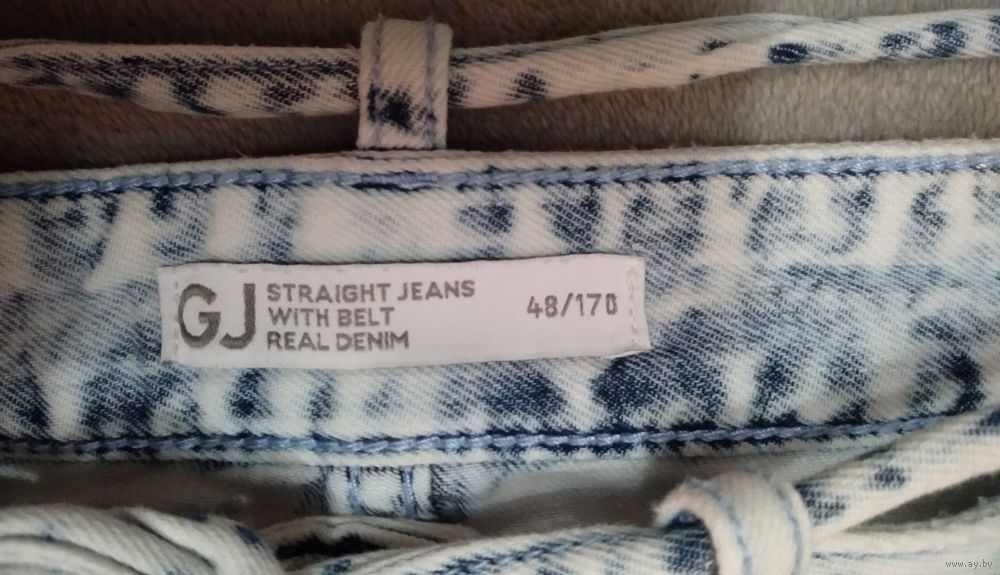 GJ
STRAIGHT JEANS
WITH BELT
REAL DENIM
48/170
www.ay.by